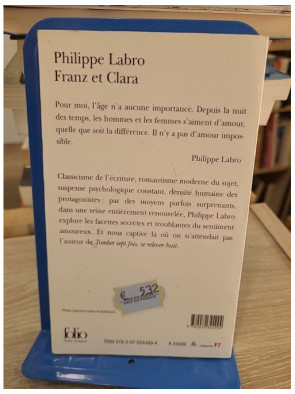 Philippe Labro
Franz et Clara
Pour moi, l'âge n'a aucune importance. Depuis la nuit
des temps, les hommes et les femmes s'aiment d'amour,
quelle que soit la différence. Il n'y a pas d'amour impos-
sible.
Philippe Labro
Classicisme de l'écriture, romantisme moderne du sujet,
suspense psychologique constant, densité humaine des
protagonistes : par des moyens parfois surprenants,
dans une veine entièrement renouvelée, Philippe Labro
explore les facettes secrètes et troublantes du sentiment
amoureux. Et nous captive là où on n'attendait pas
l'auteur de Tomber sept fois, se relever huit.
€ 5.32
folio
F7